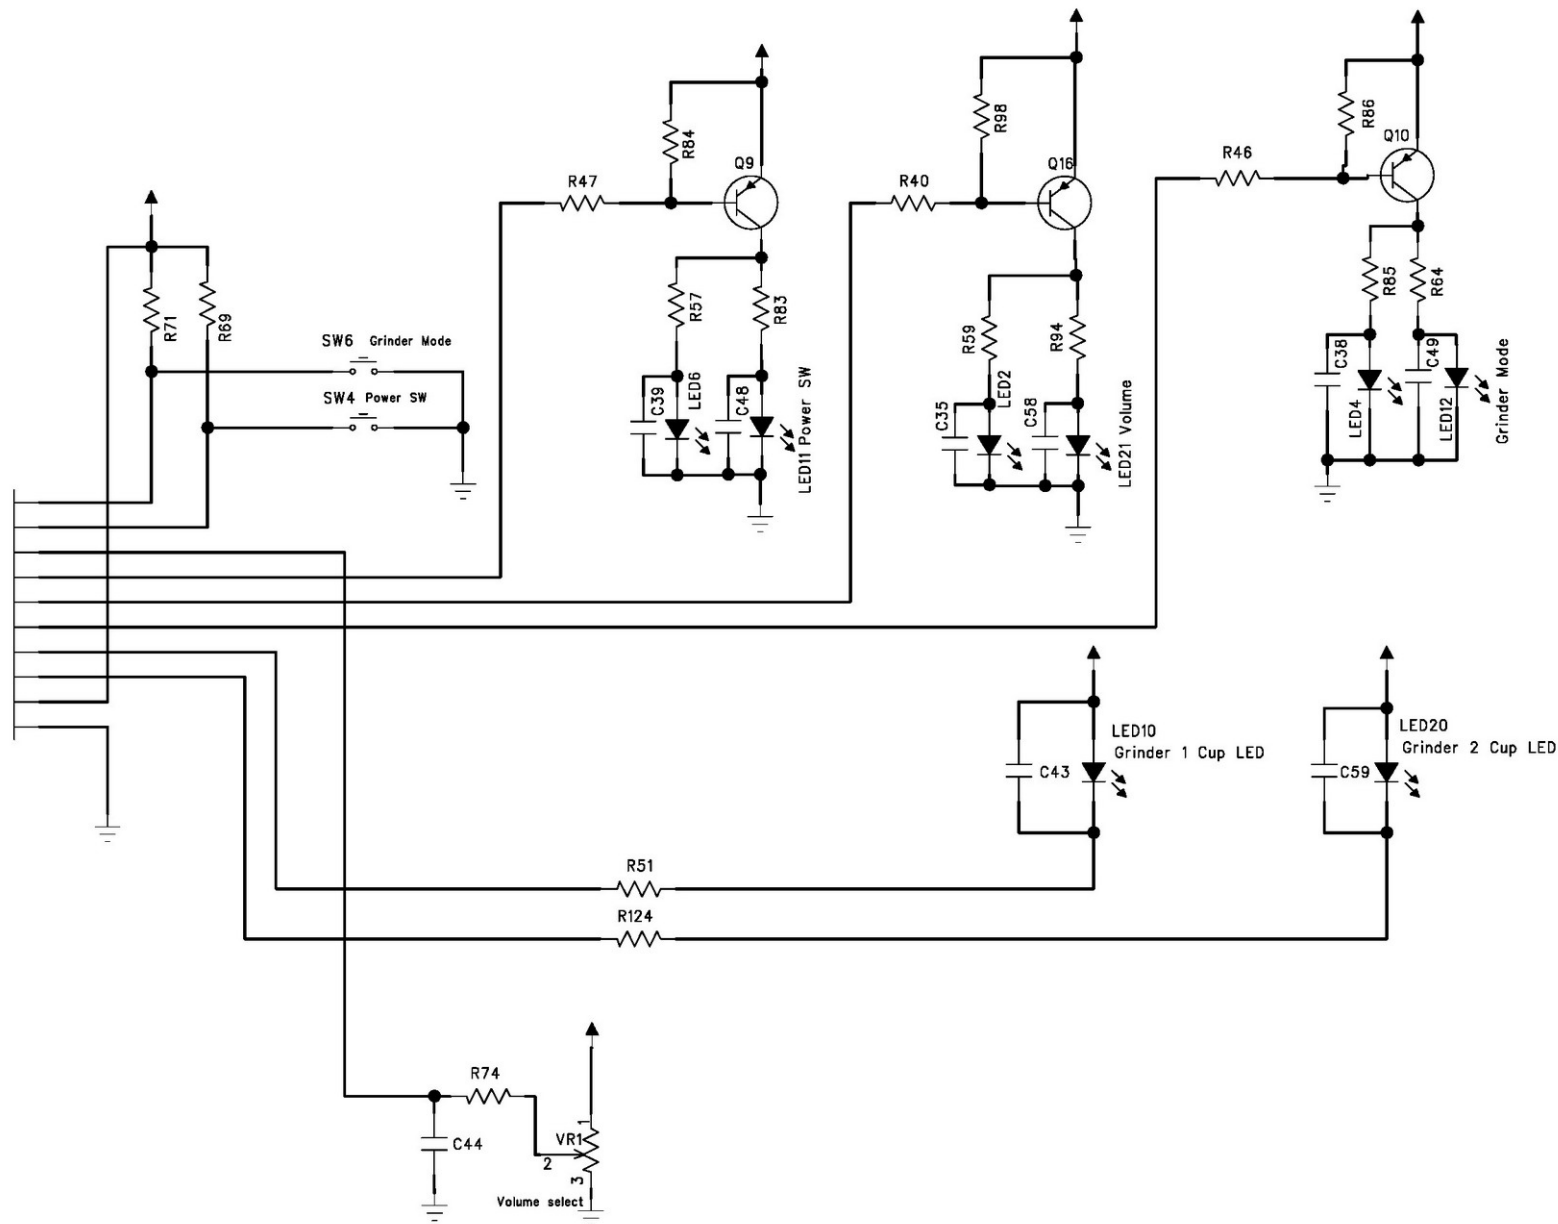 R98
R86
R84
Q10
Q9
Q16
R46
R47
R40
R71
R69
R57
R83
R59
R94
R85
R64
SW6 Grinder Mode
SW4 Power SW
C39
LED6
C48
LED11 Power SW
C35
LED2
C58
LED21 Volume
C38
LED4
C49
LED12
Grinder Mode
LED10
Grinder 1 Cup LED
C43
LED20
Grinder 2 Cup LED
C59
R51
R124
R74
C44
VR1
1
2
3
Volume select